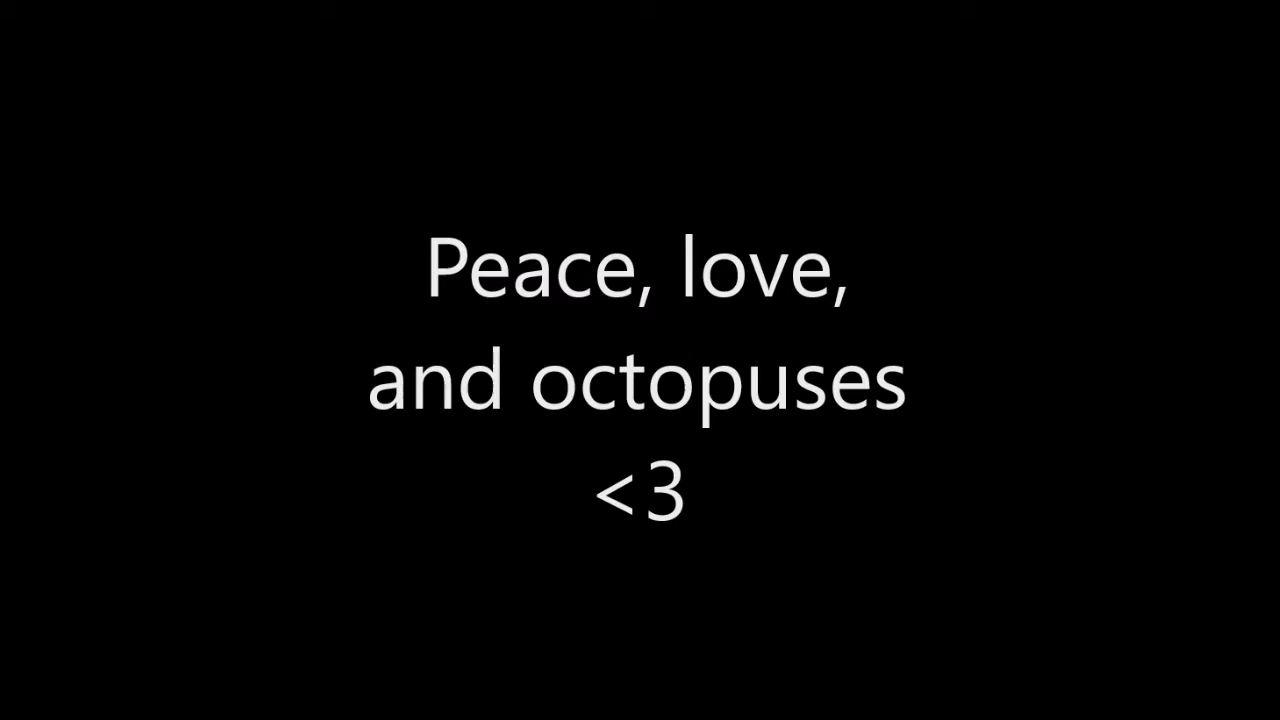 Peace, love,
and octopuses
<3